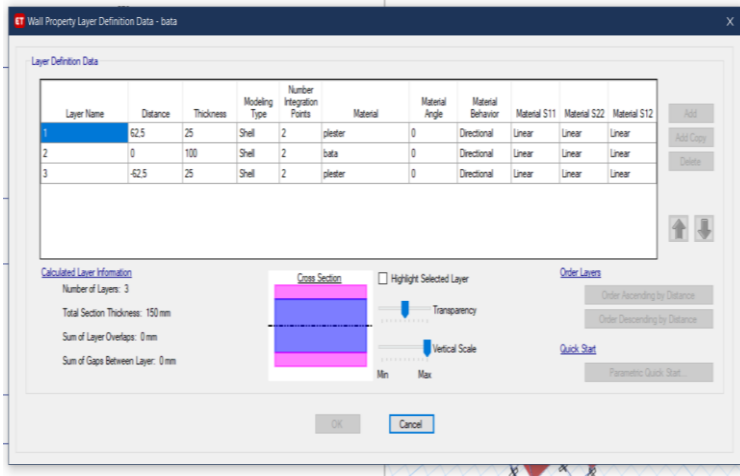 ET Wall Property Layer Definition Data - bata X
Layer Definition Data
Layer Name Distance Thickness Modeling Type Number Integration Points Material Material Angle Material Behavior Material S11 Material S22 Material S12
1 62,5 25 Shell 2 plester 0 Directional Linear Linear Linear
2 0 100 Shell 2 bata 0 Directional Linear Linear Linear
3 -62,5 25 Shell 2 plester 0 Directional Linear Linear Linear
Add
Add Copy
Delete
Calculated Layer Information
Number of Layers: 3
Total Section Thickness: 150 mm
Sum of Layer Overlaps: 0 mm
Sum of Gaps Between Layer: 0 mm
Cross Section
Highlight Selected Layer
Transparency
Vertical Scale
Min Max
Order Layers
Order Ascending by Distance
Order Descending by Distance
Quick Start
Parametric Quick Start...
OK Cancel